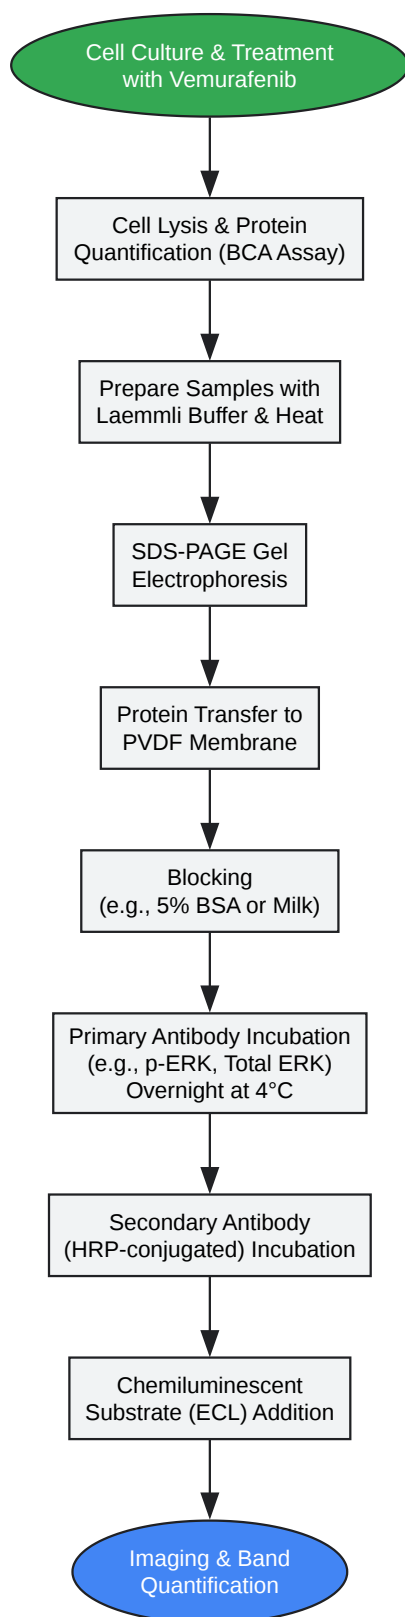 Cell Culture & Treatment
with Vemurafenib
Cell Lysis & Protein
Quantification (BCA Assay)
Prepare Samples with
Laemmli Buffer & Heat
SDS-PAGE Gel
Electrophoresis
Protein Transfer to
PVDF Membrane
Blocking
(e.g., 5% BSA or Milk)
Primary Antibody Incubation
(e.g., p-ERK, Total ERK)
Overnight at 4°C
Secondary Antibody
(HRP-conjugated) Incubation
Chemiluminescent
Substrate (ECL) Addition
Imaging & Band
Quantification